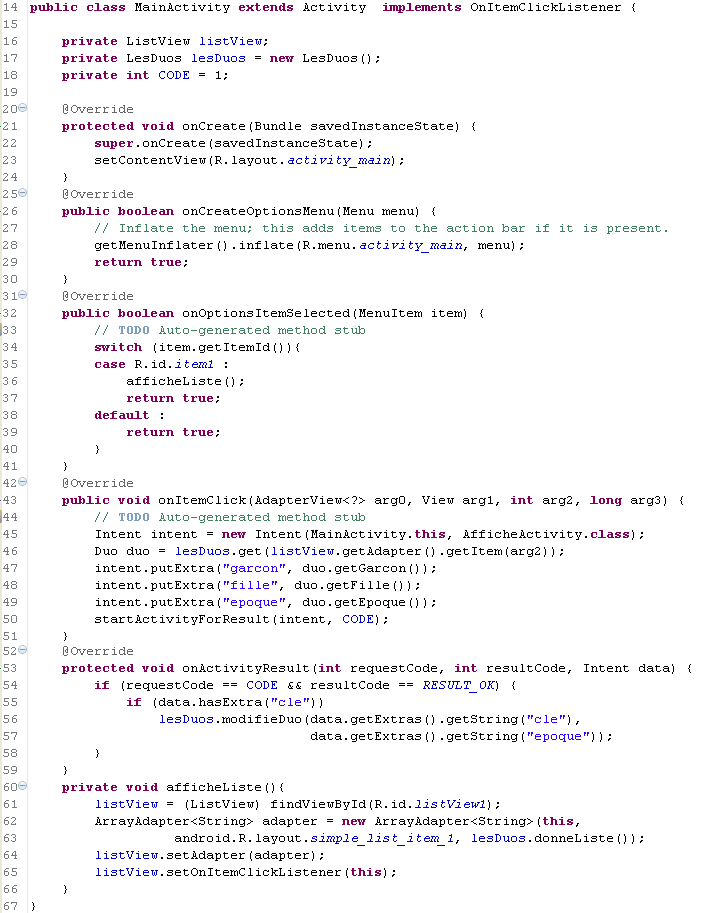 14 public class MainActivity extends Activity  implements OnItemClickListener {
15
16     private ListView listView;
17     private LesDuos lesDuos = new LesDuos();
18     private int CODE = 1;
19
20     @Override
21     protected void onCreate(Bundle savedInstanceState) {
22         super.onCreate(savedInstanceState);
23         setContentView(R.layout.activity_main);
24     }
25     @Override
26     public boolean onCreateOptionsMenu(Menu menu) {
27         // Inflate the menu; this adds items to the action bar if it is present.
28         getMenuInflater().inflate(R.menu.activity_main, menu);
29         return true;
30     }
31     @Override
32     public boolean onOptionsItemSelected(MenuItem item) {
33         // TODO Auto-generated method stub
34         switch (item.getItemId()){
35         case R.id.item1 :
36             afficheListe();
37             return true;
38         default :
39             return true;
40         }
41     }
42     @Override
43     public void onItemClick(AdapterView<?> arg0, View arg1, int arg2, long arg3) {
44         // TODO Auto-generated method stub
45         Intent intent = new Intent(MainActivity.this, AfficheActivity.class);
46         Duo duo = lesDuos.get(listView.getAdapter().getItem(arg2));
47         intent.putExtra("garcon", duo.getGarcon());
48         intent.putExtra("fille", duo.getFille());
49         intent.putExtra("epoque", duo.getEpoque());
50         startActivityForResult(intent, CODE);
51     }
52     @Override
53     protected void onActivityResult(int requestCode, int resultCode, Intent data) {
54         if (requestCode == CODE && resultCode == RESULT_OK) {
55             if (data.hasExtra("cle"))
56                 lesDuos.modifieDuo(data.getExtras().getString("cle"),
57                                    data.getExtras().getString("epoque"));
58         }
59     }
60     private void afficheListe(){
61         listView = (ListView) findViewById(R.id.listView1);
62         ArrayAdapter<String> adapter = new ArrayAdapter<String>(this,
63                   android.R.layout.simple_list_item_1, lesDuos.donneListe());
64         listView.setAdapter(adapter);
65         listView.setOnItemClickListener(this);
66     }
67 }